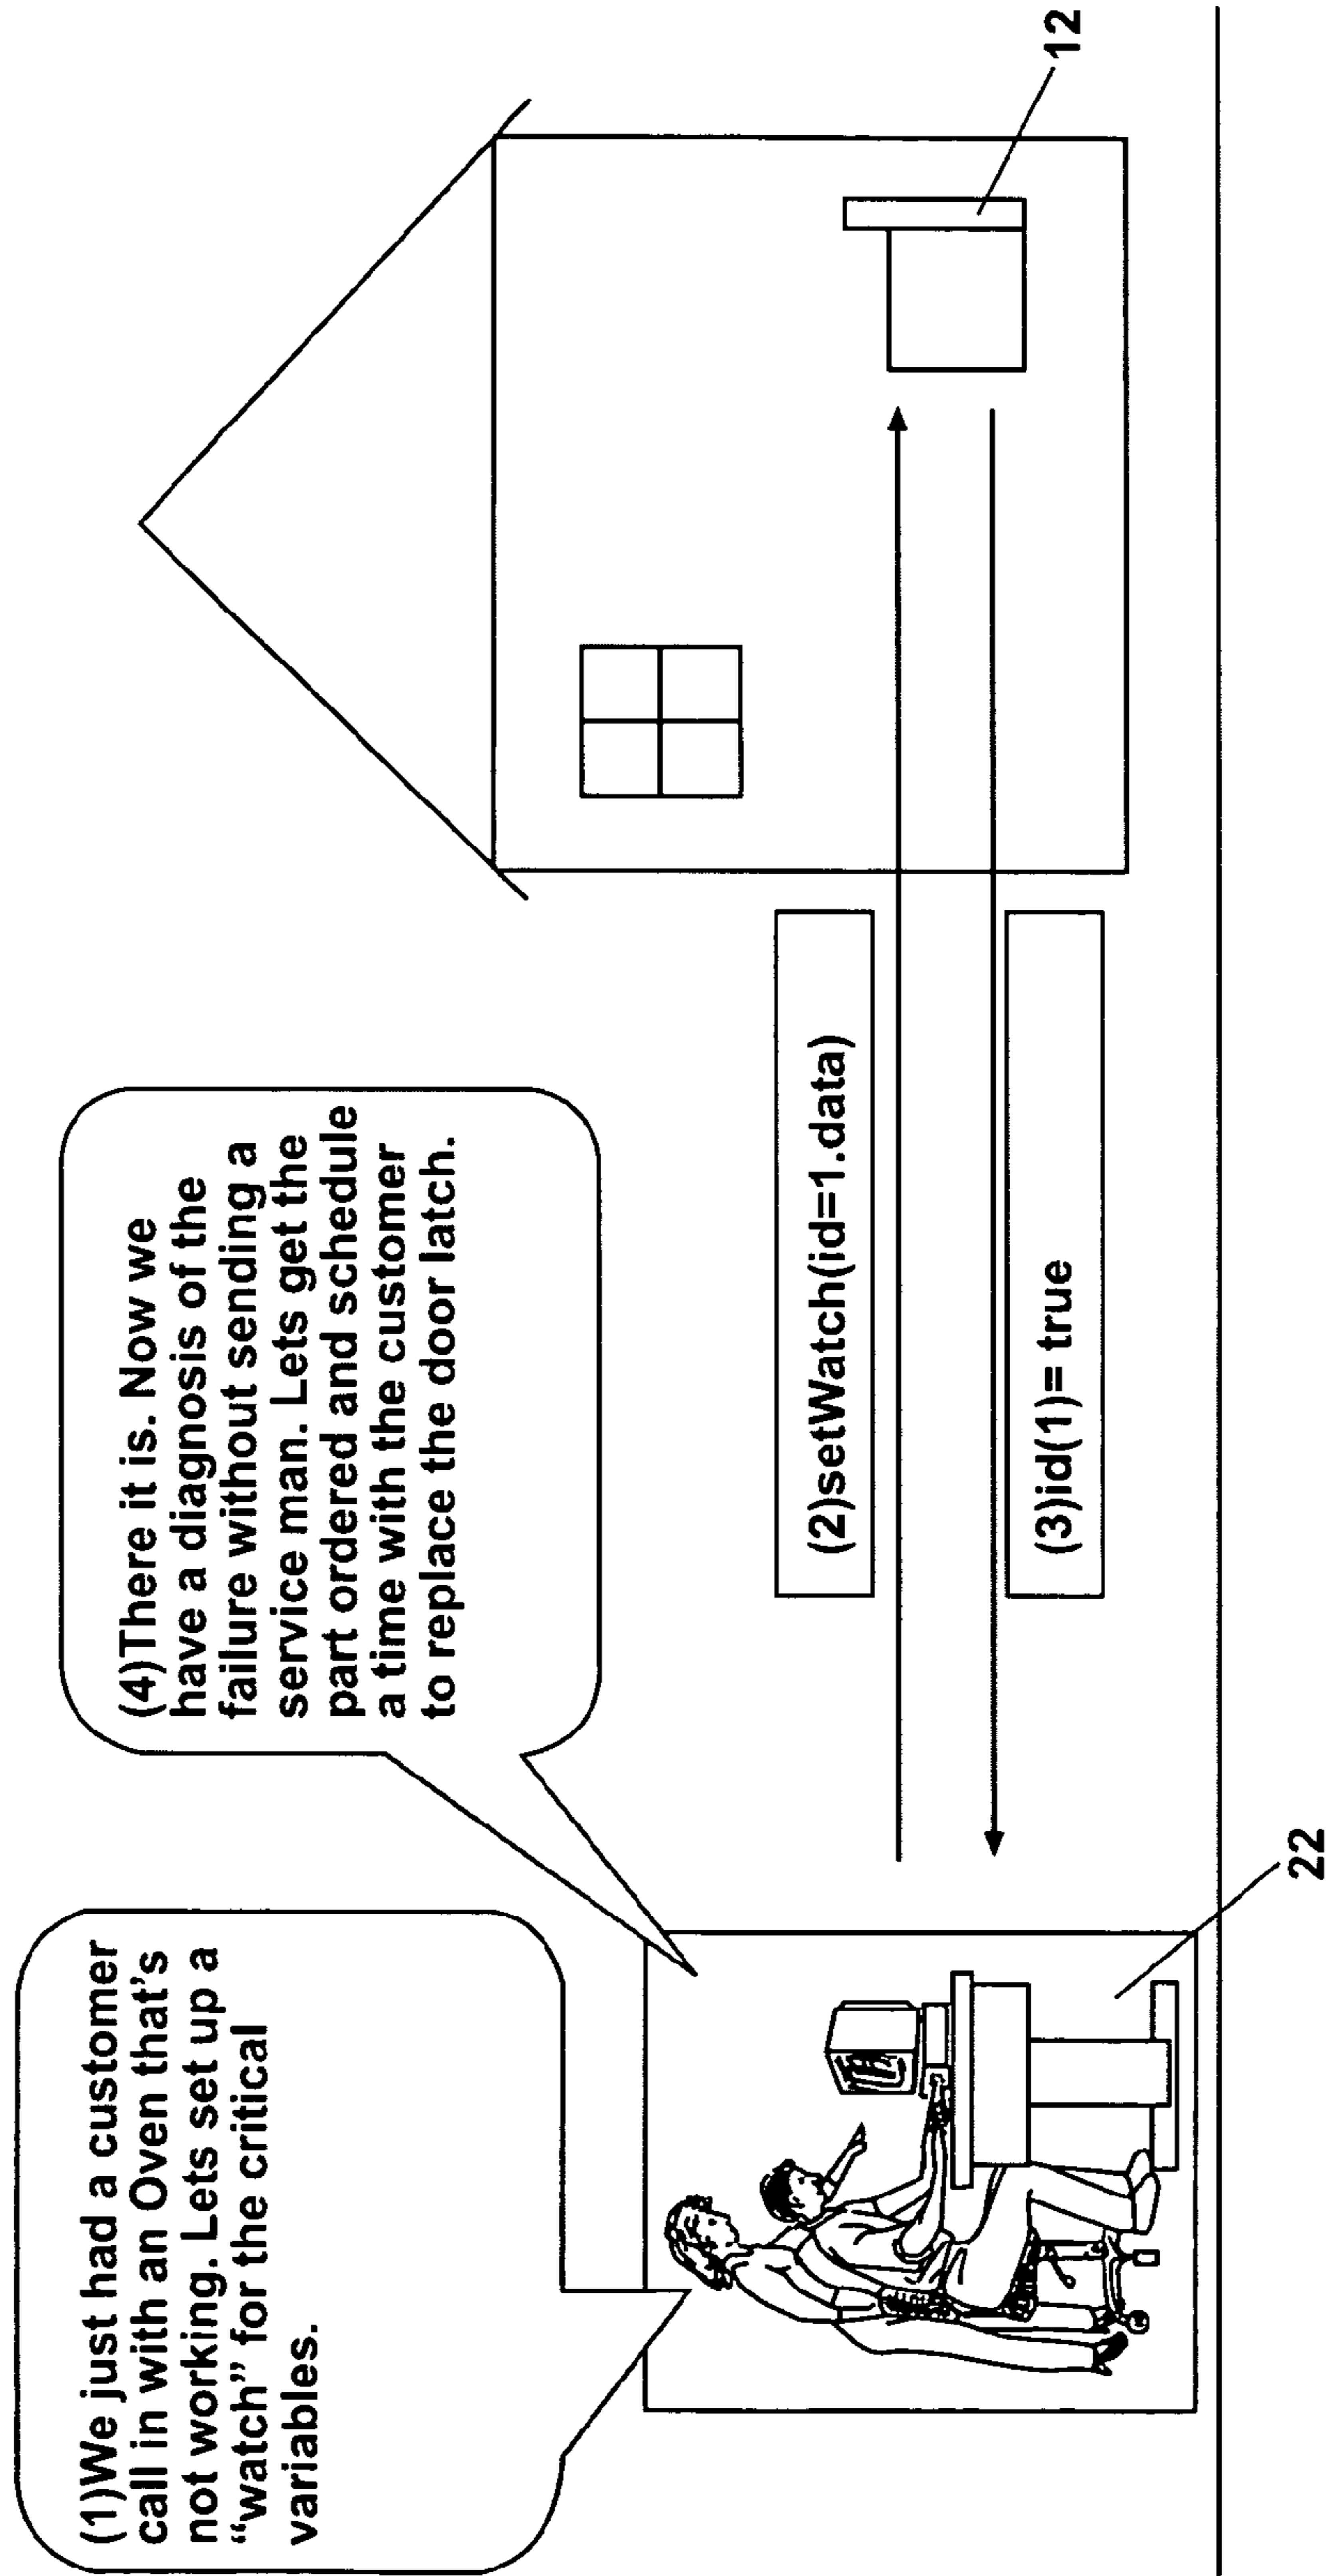 (1)We just had a customer
call in with an Oven that's
not working. Lets set up a
“watch” for the critical
variables.
(4)There it is. Now we
have a diagnosis of the
failure without sending a
service man. Lets get the
part ordered and schedule
a time with the customer
to replace the door latch.
(2)setWatch(id=1.data)
(3)id(1)= true
12
22